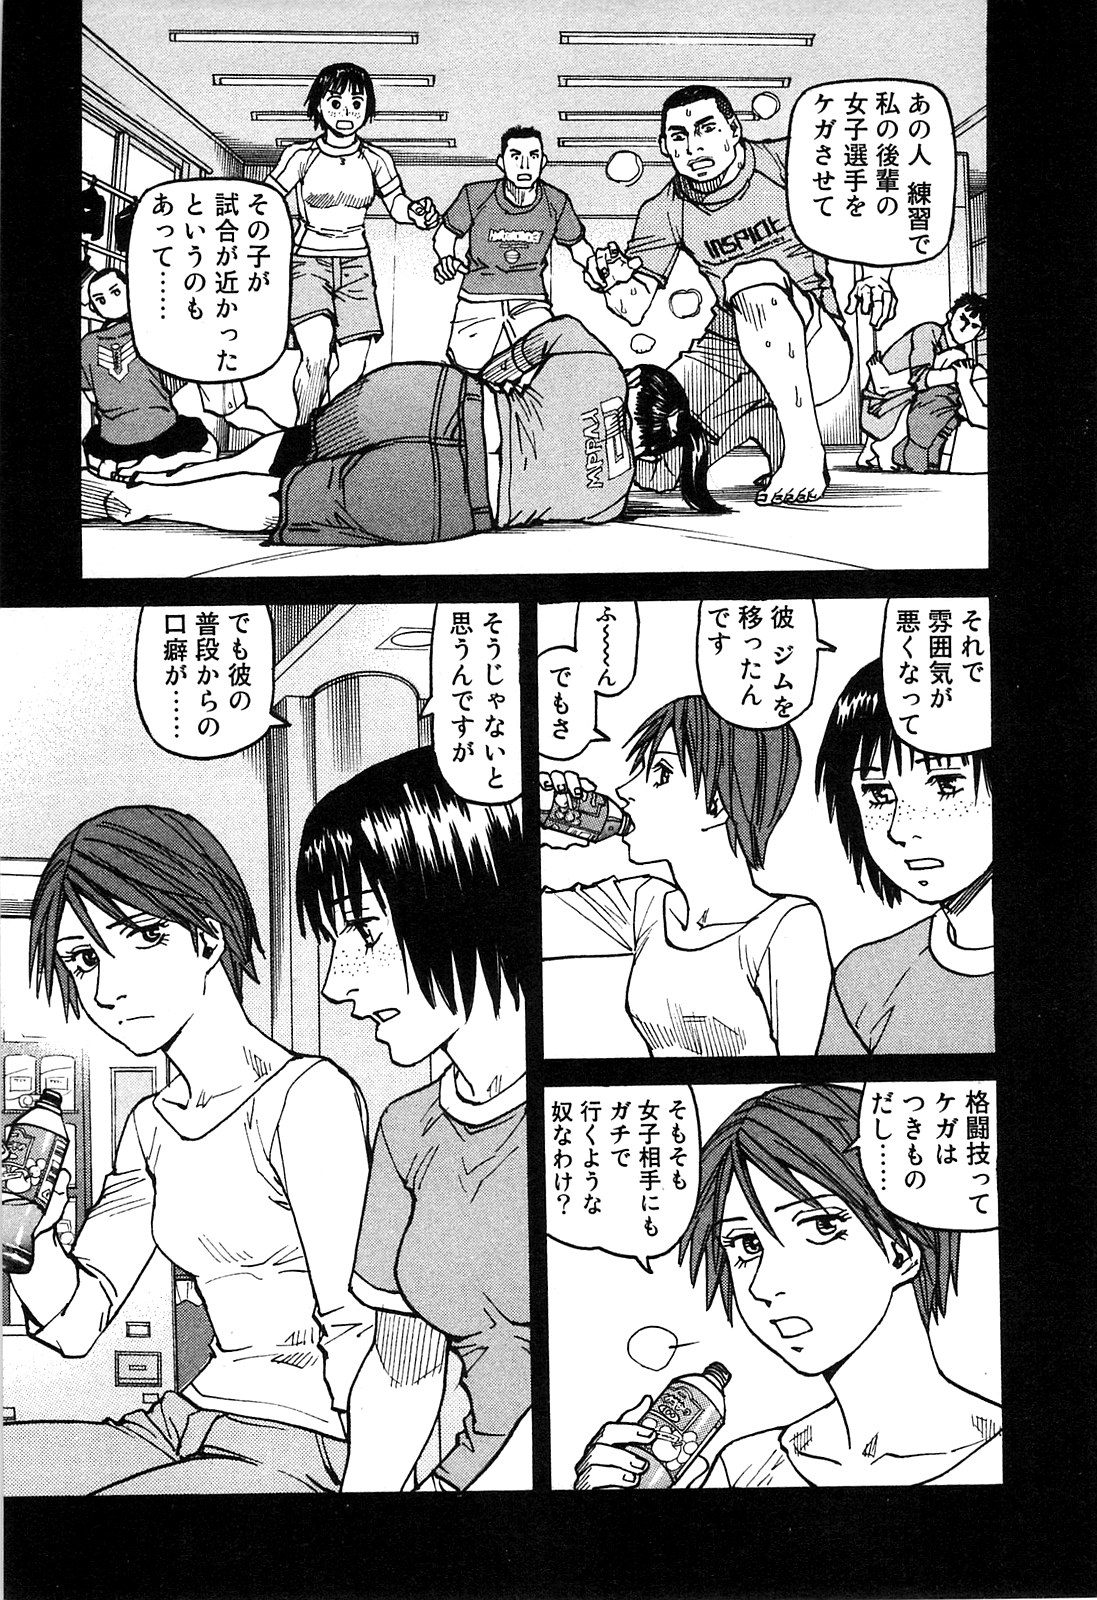 あの人 練習で
私の後輩の
女子選手を
ケガさせて
その子が
試合が近かった
というのも
あって……
INSPIRIT
それで
雰囲気が
悪くなって
彼 ジムを
移ったん
です
ふ〜〜〜ん
でもさ
格闘技って
ケガは
つきもの
だし……
そもそも
女子相手にも
ガチで
行くような
奴なわけ?
そうじゃないと
思うんですが
でも彼の
普段からの
口癖が……